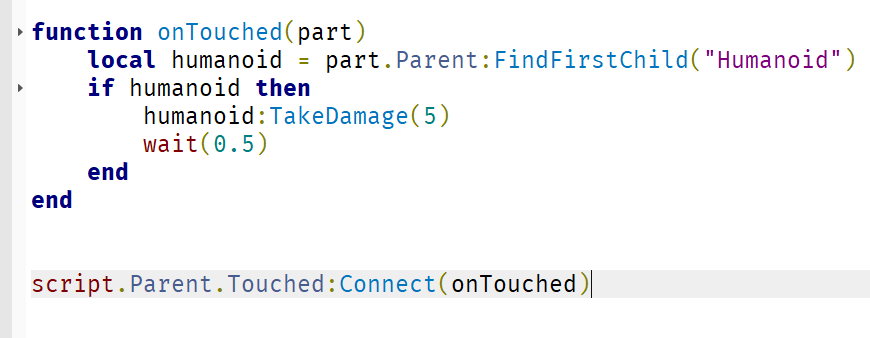 function onTouched(part)
    local humanoid = part.Parent:FindFirstChild("Humanoid")
    if humanoid then
        humanoid:TakeDamage(5)
        wait(0.5)
    end
end
script.Parent.Touched:Connect(onTouched)